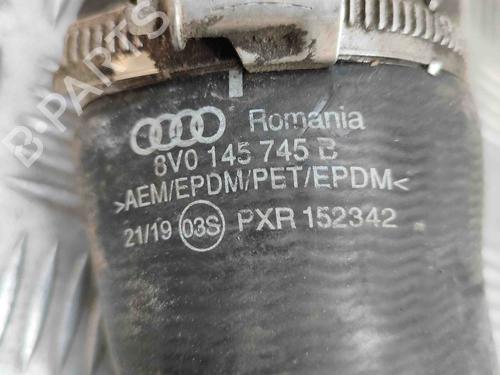 B-PARTS
Romania
8V0 145 745 B
>AEM/EPDM/PET/EPDM<
21/19 03S PXR 152342